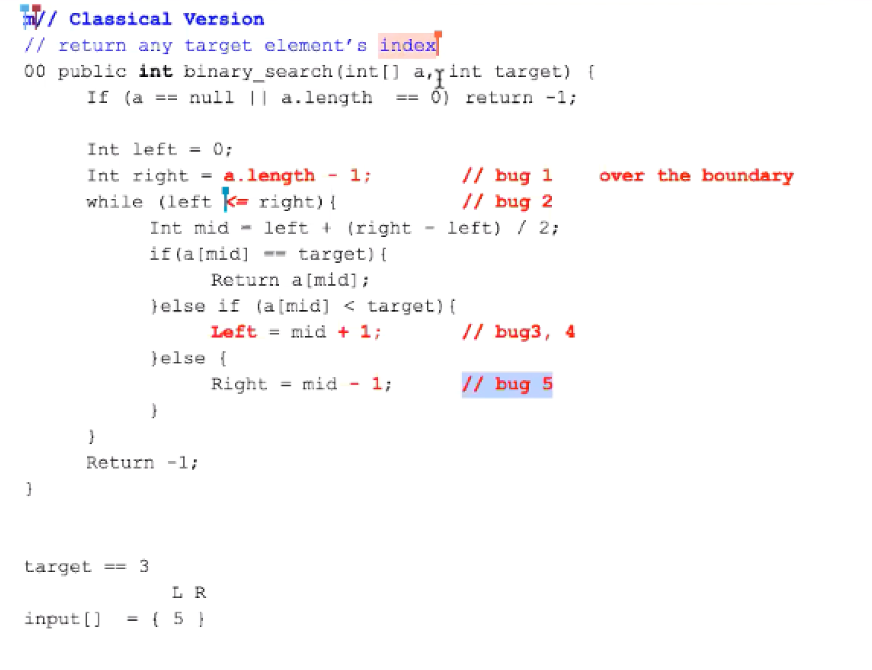 m// Classical Version
// return any target element's index
00 public int binary_search(int[] a, int target) {
If (a == null || a.length == 0) return -1;
Int left = 0;
Int right = a.length - 1; // bug 1 over the boundary
while (left <= right){ // bug 2
Int mid = left + (right - left) / 2;
if(a[mid] == target){
Return a[mid];
}else if (a[mid] < target){
Left = mid + 1; // bug3, 4
}else {
Right = mid - 1; // bug 5
}
}
Return -1;
}
target == 3
L R
input[] = { 5 }